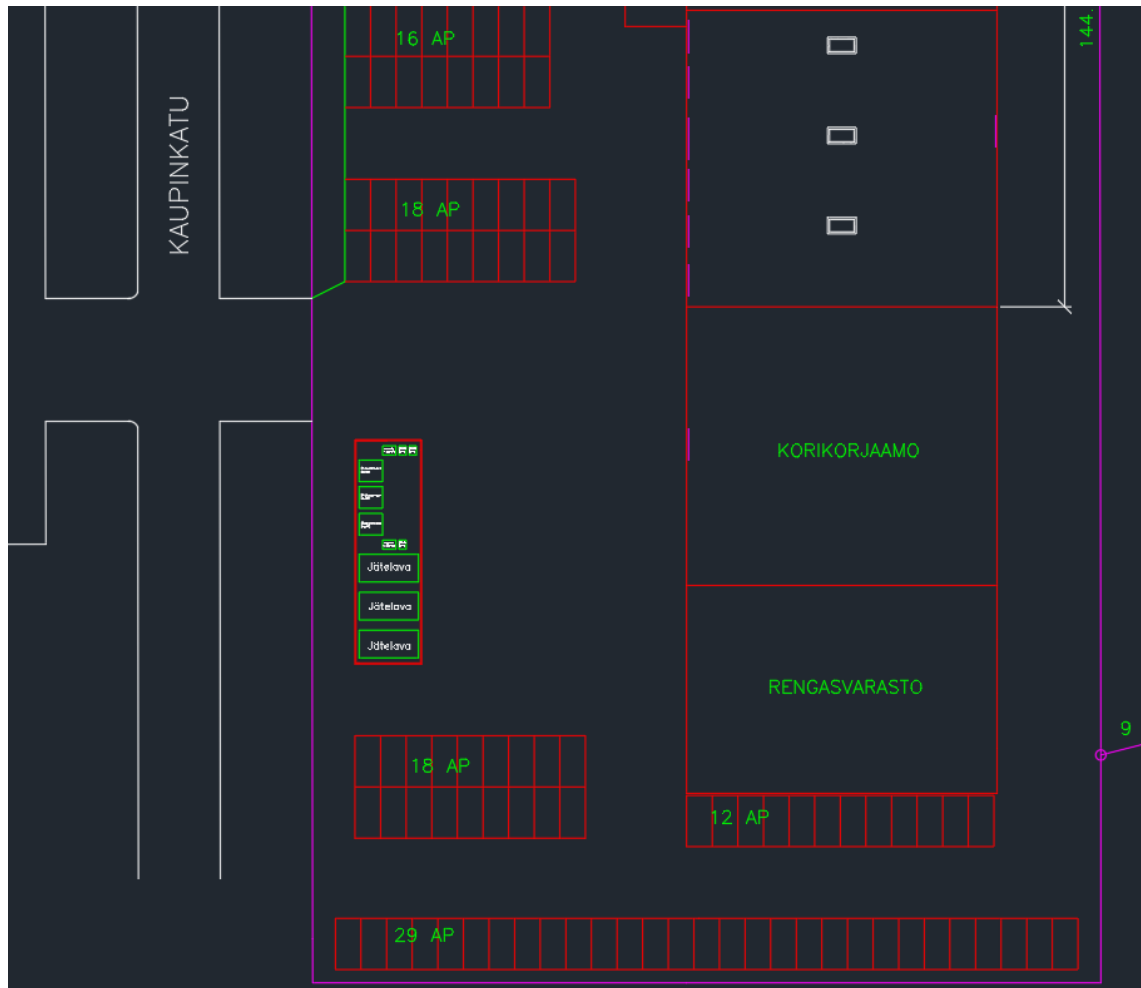 16 AP
144.
KAUPINKATU
18 AP
KORIKORJAAMO
Jätelava
Jätelava
Jätelava
RENGASVARASTO
9
18 AP
12 AP
29 AP